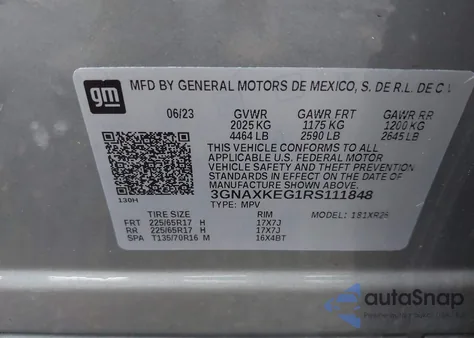 gm
MFD BY GENERAL MOTORS DE MEXICO, S. DE R.L. DE C
06/23 GVWR GAWR FRT GAWR RR
2025 KG 1175 KG 1200 KG
4464 LB 2590 LB 2645 LB
THIS VEHICLE CONFORMS TO ALL
APPLICABLE U.S. FEDERAL MOTOR
VEHICLE SAFETY AND THEFT PREVENTION
STANDARDS IN EFFECT ON THE DATE OF
MANUFACTURE SHOWN ABOVE.
130H
3GNAXKEG1RS111848
TYPE: MPV
TIRE SIZE RIM MODEL: 181XR26
FRT 225/65R17 H 17X7J
RR 225/65R17 H 17X7J
SPA T135/70R16 M 16X4BT
autoSnap